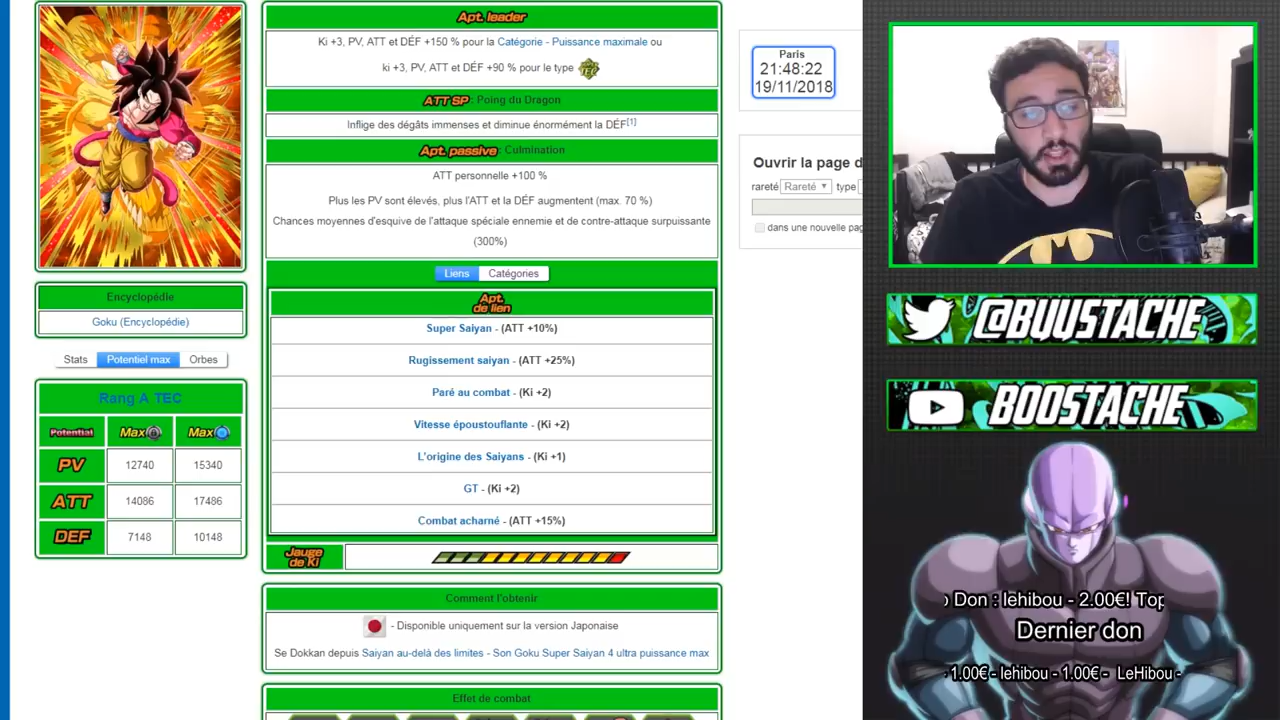 Apt. leader
Ki +3, PV, ATT et DÉF +150 % pour la Catégorie - Puissance maximale ou
ki +3, PV, ATT et DÉF +90 % pour le type TEC
ATT SP : Poing du Dragon
Inflige des dégâts immenses et diminue énormément la DÉF[1]
Apt. passive : Culmination
ATT personnelle +100 %
Plus les PV sont élevés, plus l'ATT et la DÉF augmentent (max. 70 %)
Chances moyennes d'esquive de l'attaque spéciale ennemie et de contre-attaque surpuissante
(300%)
Liens Catégories
Apt. de lien
Super Saiyan - (ATT +10%)
Rugissement saiyan - (ATT +25%)
Paré au combat - (Ki +2)
Vitesse époustouflante - (Ki +2)
L'origine des Saiyans - (Ki +1)
GT - (Ki +2)
Combat acharné - (ATT +15%)
Jauge de Ki
Comment l'obtenir
- Disponible uniquement sur la version Japonaise
Se Dokkan depuis Saiyan au-delà des limites - Son Goku Super Saiyan 4 ultra puissance max
Effet de combat
Encyclopédie
Goku (Encyclopédie)
Stats Potentiel max Orbes
Rang A TEC
Potential Max Max
PV 12740 15340
ATT 14086 17486
DEF 7148 10148
Paris
21:48:22
19/11/2018
Ouvrir la page d
rareté Rareté type
dans une nouvelle pag
@BUUSTACHE
BOOSTACHE
Don : lehibou - 2.00€! Top
Dernier don
1.00€ - lehibou - 1.00€ - LeHibou -